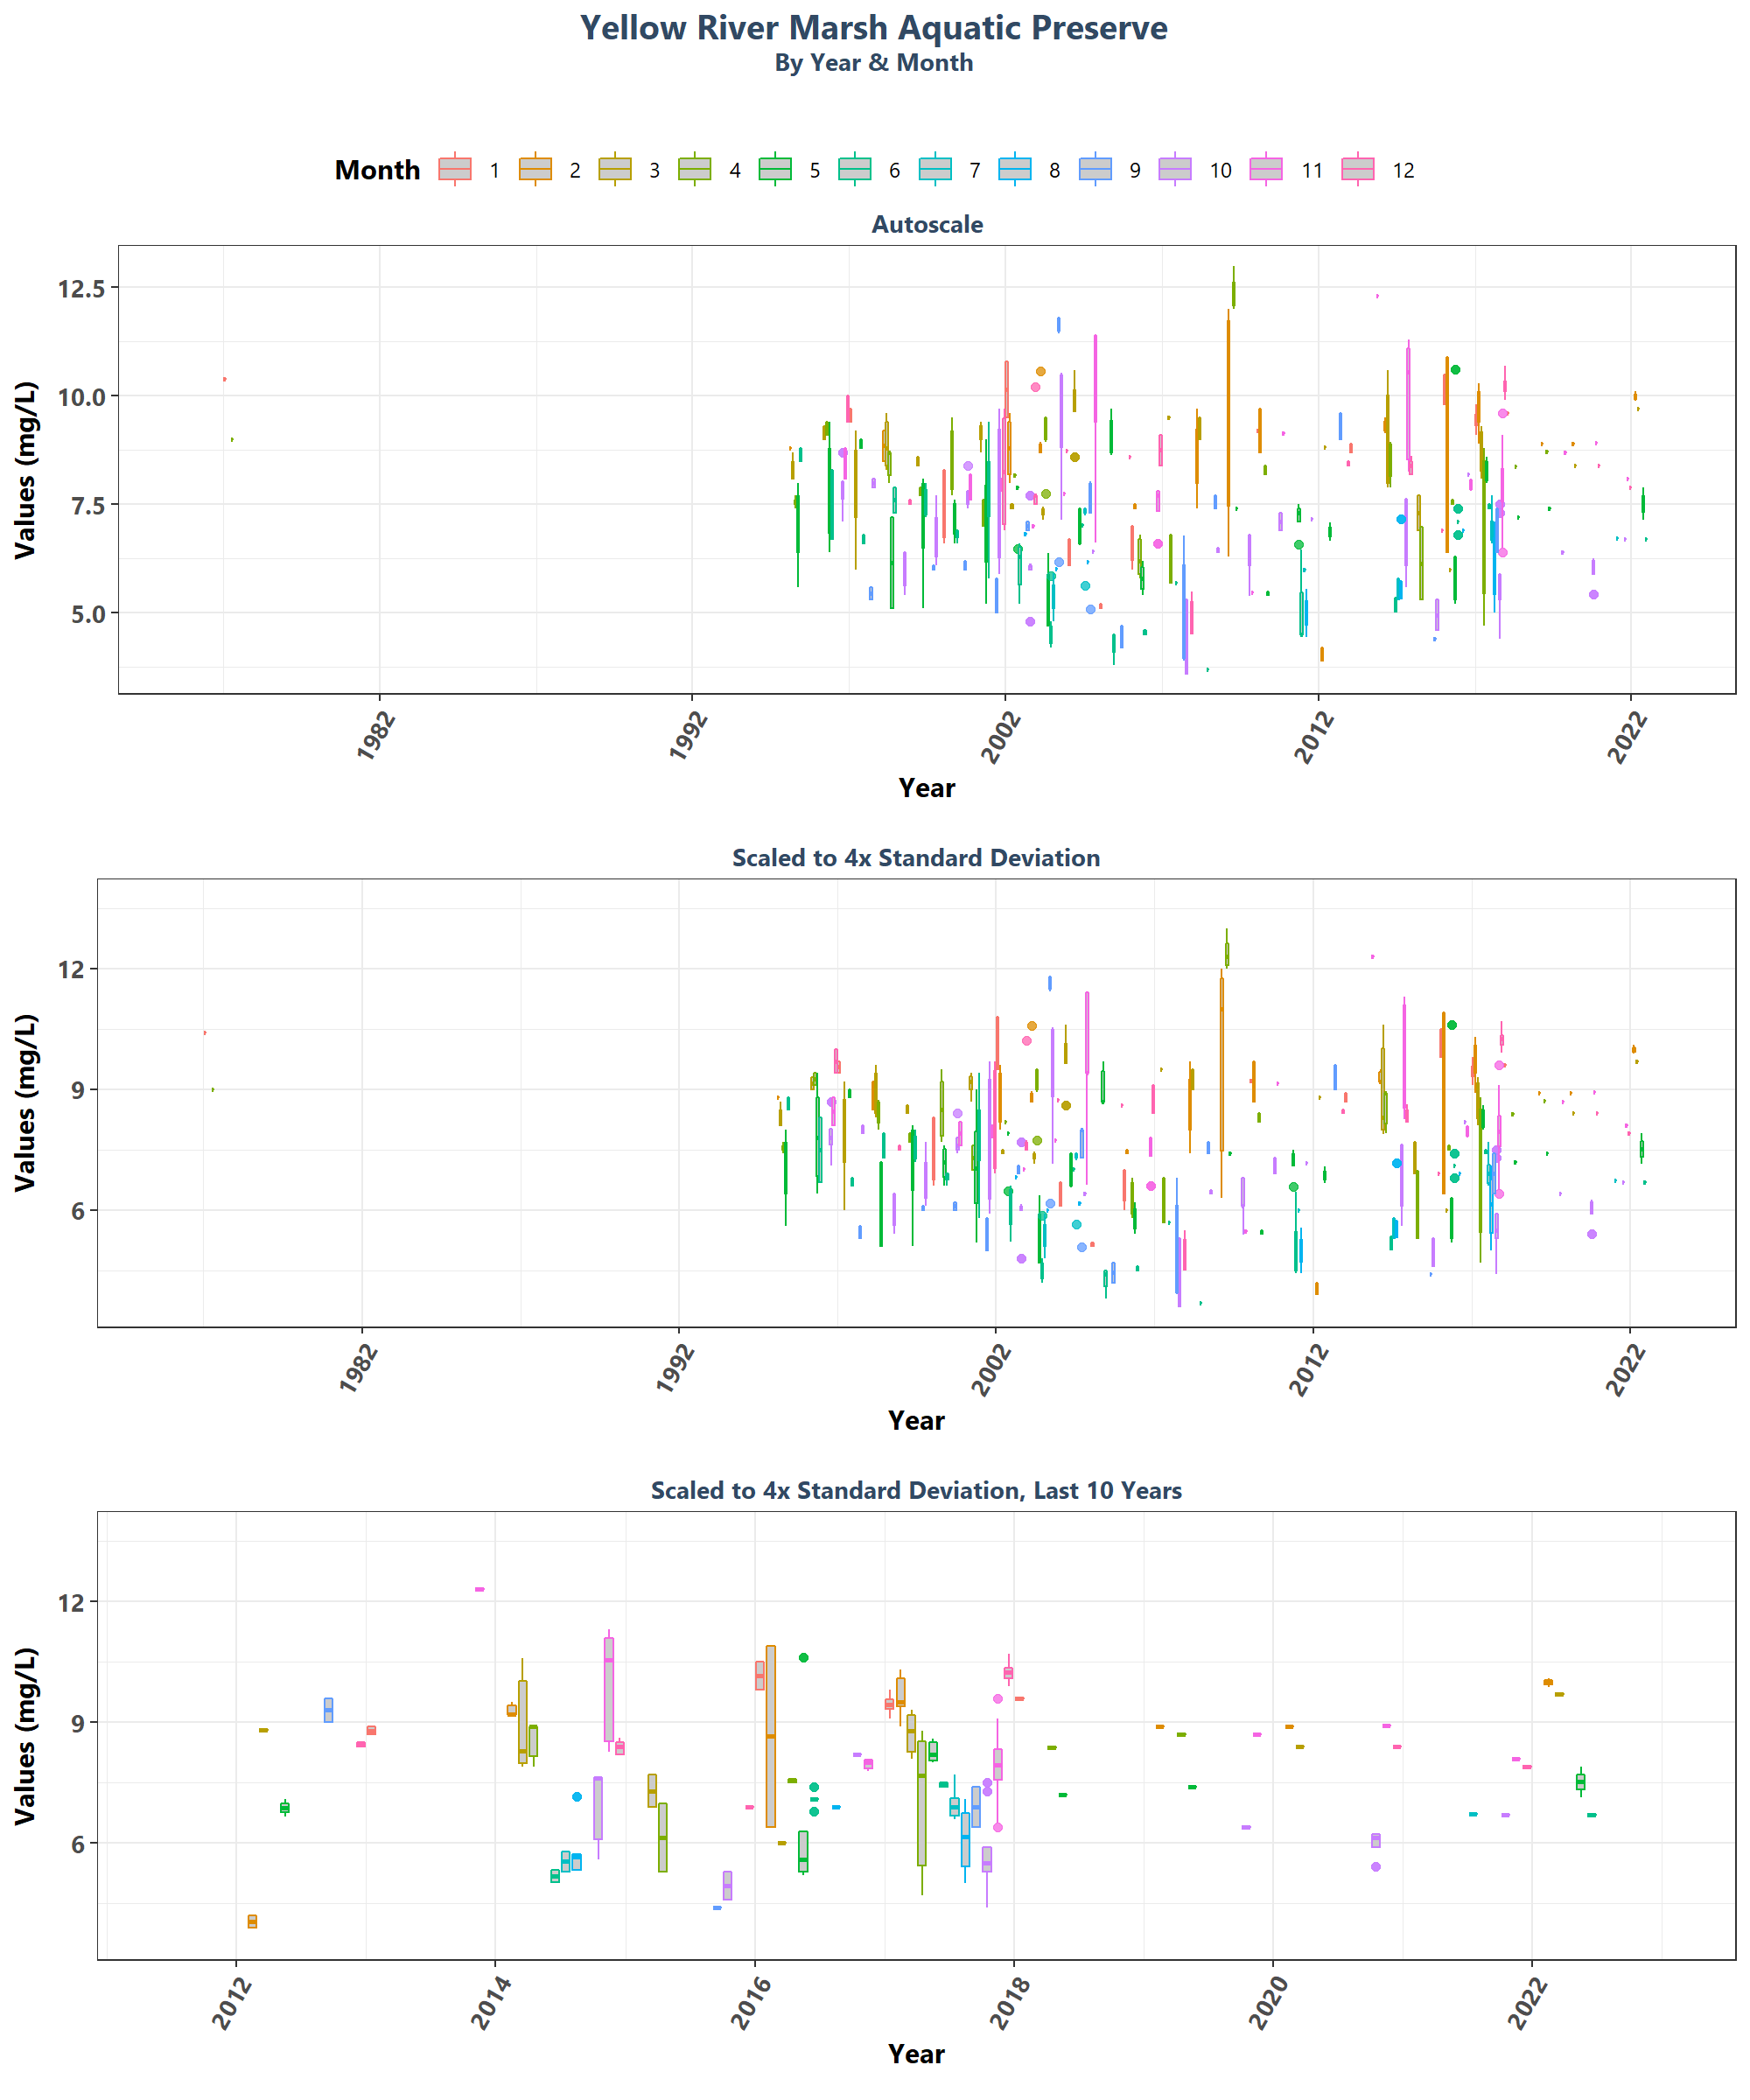 Yellow River Marsh Aquatic Preserve
By Year & Month
Month 1 2 3 4 5 6 7 8 9 10 11 12
Autoscale
Values (mg/L)
12.5
10.0
7.5
5.0
1982 1992 2002 2012 2022
Year
Scaled to 4x Standard Deviation
Values (mg/L)
12
9
6
1982 1992 2002 2012 2022
Year
Scaled to 4x Standard Deviation, Last 10 Years
Values (mg/L)
12
9
6
2012 2014 2016 2018 2020 2022
Year